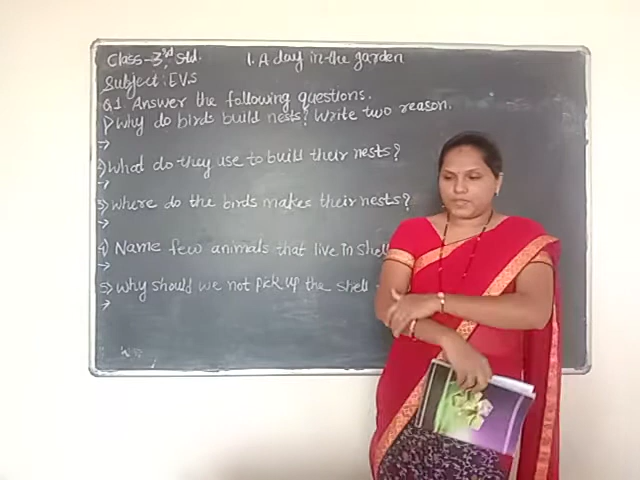 Class-3rd Std. 1. A day in the garden
Subject: EVS
Q1. Answer the following questions.
1) Why do birds build nests? Write two reason.
→
2) What do they use to build their nests?
→
3) Where do the birds makes their nests?
→
4) Name few animals that live in shell
→
5) Why should we not pick up the shell
→